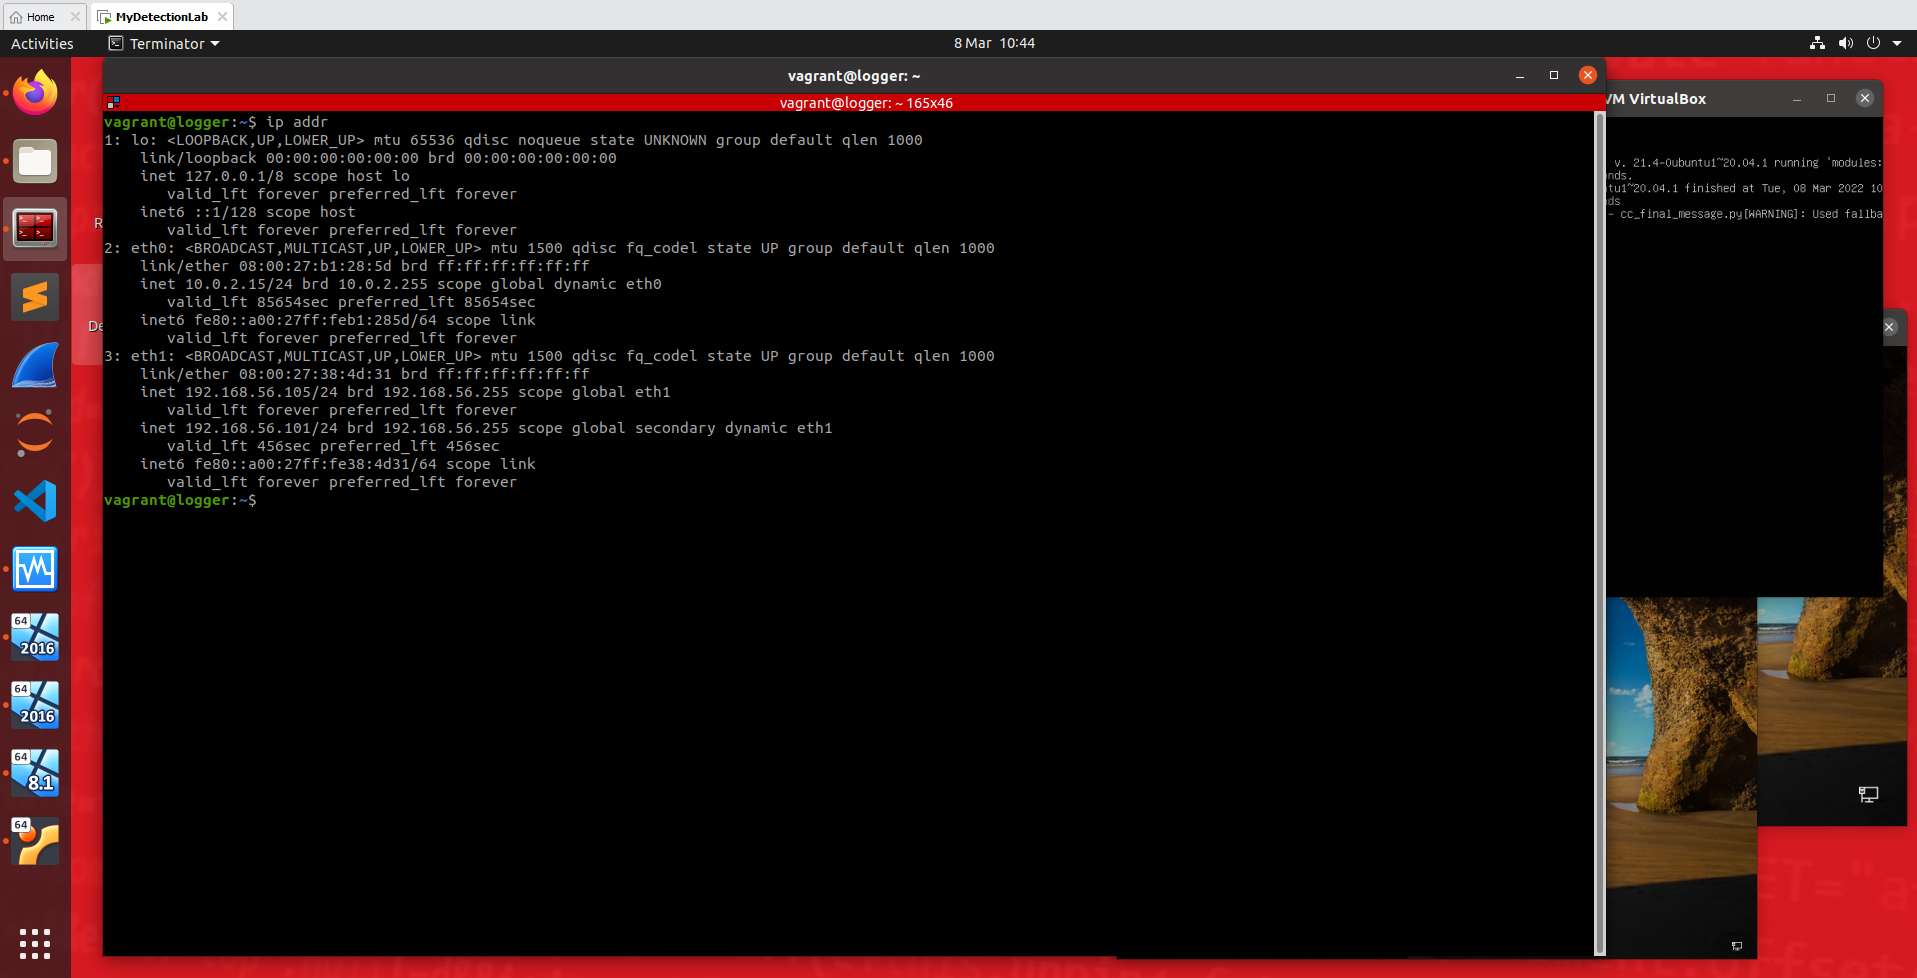 Home
MyDetectionLab
Activities
Terminator
8 Mar 10:44
vagrant@logger: ~
vagrant@logger: ~ 165x46
vagrant@logger:~$ ip addr
1: lo: <LOOPBACK,UP,LOWER_UP> mtu 65536 qdisc noqueue state UNKNOWN group default qlen 1000
link/loopback 00:00:00:00:00:00 brd 00:00:00:00:00:00
inet 127.0.0.1/8 scope host lo
valid_lft forever preferred_lft forever
inet6 ::1/128 scope host
valid_lft forever preferred_lft forever
2: eth0: <BROADCAST,MULTICAST,UP,LOWER_UP> mtu 1500 qdisc fq_codel state UP group default qlen 1000
link/ether 08:00:27:b1:28:5d brd ff:ff:ff:ff:ff:ff
inet 10.0.2.15/24 brd 10.0.2.255 scope global dynamic eth0
valid_lft 85654sec preferred_lft 85654sec
inet6 fe80::a00:27ff:feb1:285d/64 scope link
valid_lft forever preferred_lft forever
3: eth1: <BROADCAST,MULTICAST,UP,LOWER_UP> mtu 1500 qdisc fq_codel state UP group default qlen 1000
link/ether 08:00:27:38:4d:31 brd ff:ff:ff:ff:ff:ff
inet 192.168.56.105/24 brd 192.168.56.255 scope global eth1
valid_lft forever preferred_lft forever
inet 192.168.56.101/24 brd 192.168.56.255 scope global secondary dynamic eth1
valid_lft 456sec preferred_lft 456sec
inet6 fe80::a00:27ff:fe38:4d31/64 scope link
valid_lft forever preferred_lft forever
vagrant@logger:~$
VM VirtualBox
v. 21.4-0ubuntu1~20.04.1 running 'modules:
onds.
ntu1~20.04.1 finished at Tue, 08 Mar 2022 10
nds
- cc_final_message.py[WARNING]: Used fallba
R
De
64
2016
64
2016
64
8.1
64